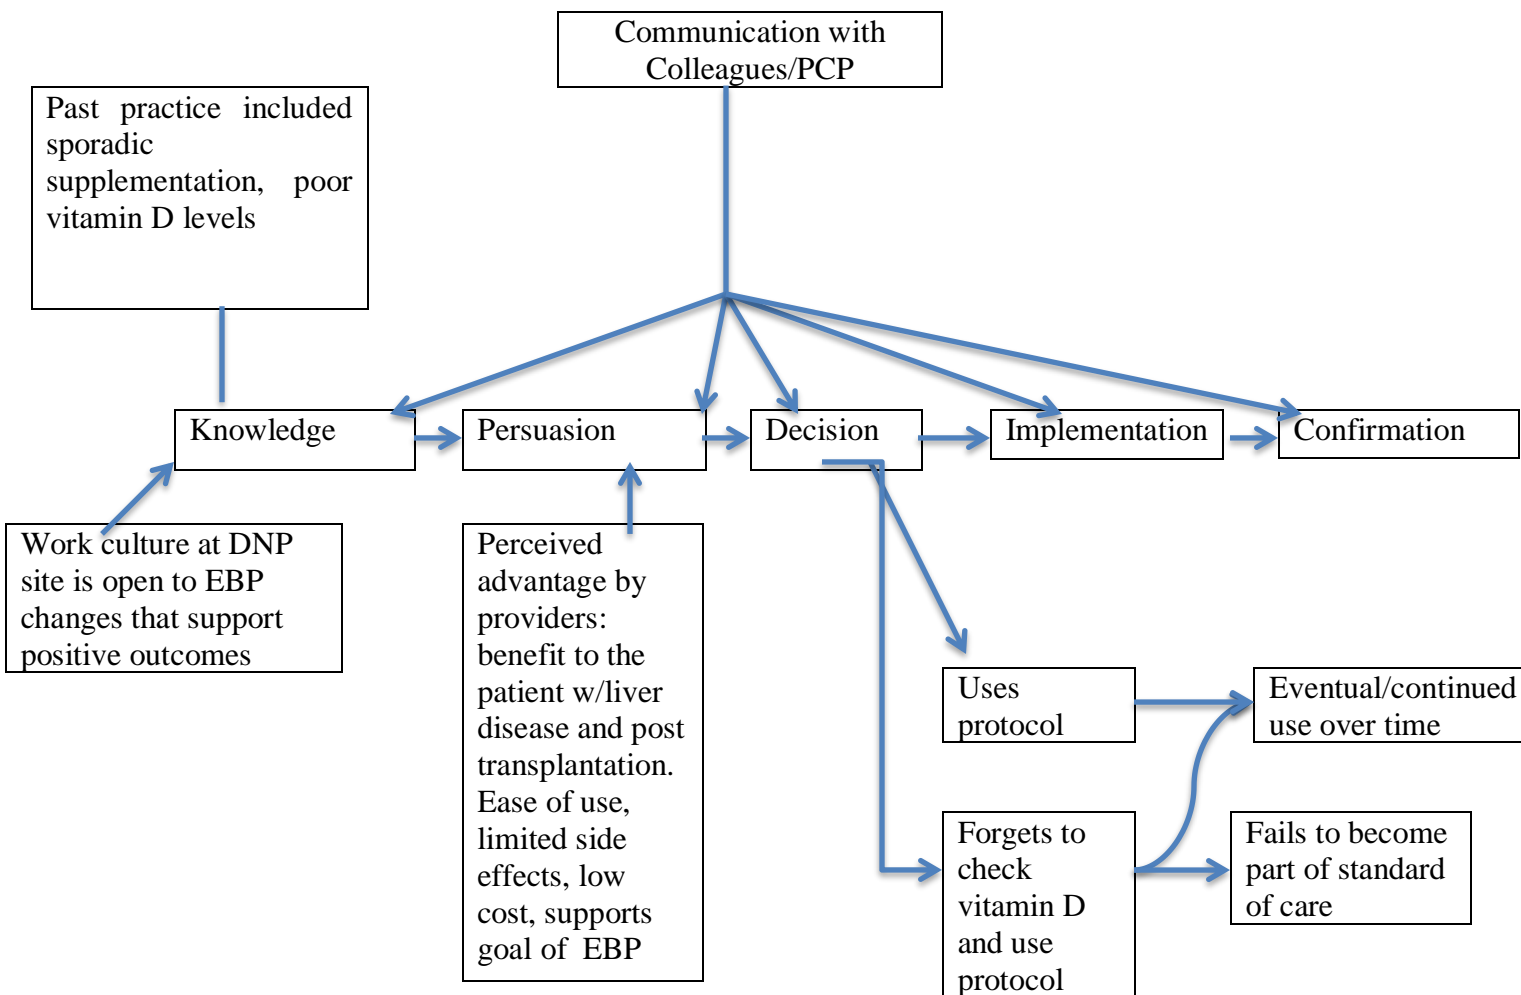 Communication with
Colleagues/PCP
Past practice included
sporadic
supplementation, poor
vitamin D levels
Knowledge
Persuasion
Decision
Implementation
Confirmation
Work culture at DNP
site is open to EBP
changes that support
positive outcomes
Perceived
advantage by
providers:
benefit to the
patient w/liver
disease and post
transplantation.
Ease of use,
limited side
effects, low
cost, supports
goal of EBP
Uses
protocol
Eventual/continued
use over time
Forgets to
check
vitamin D
and use
protocol
Fails to become
part of standard
of care